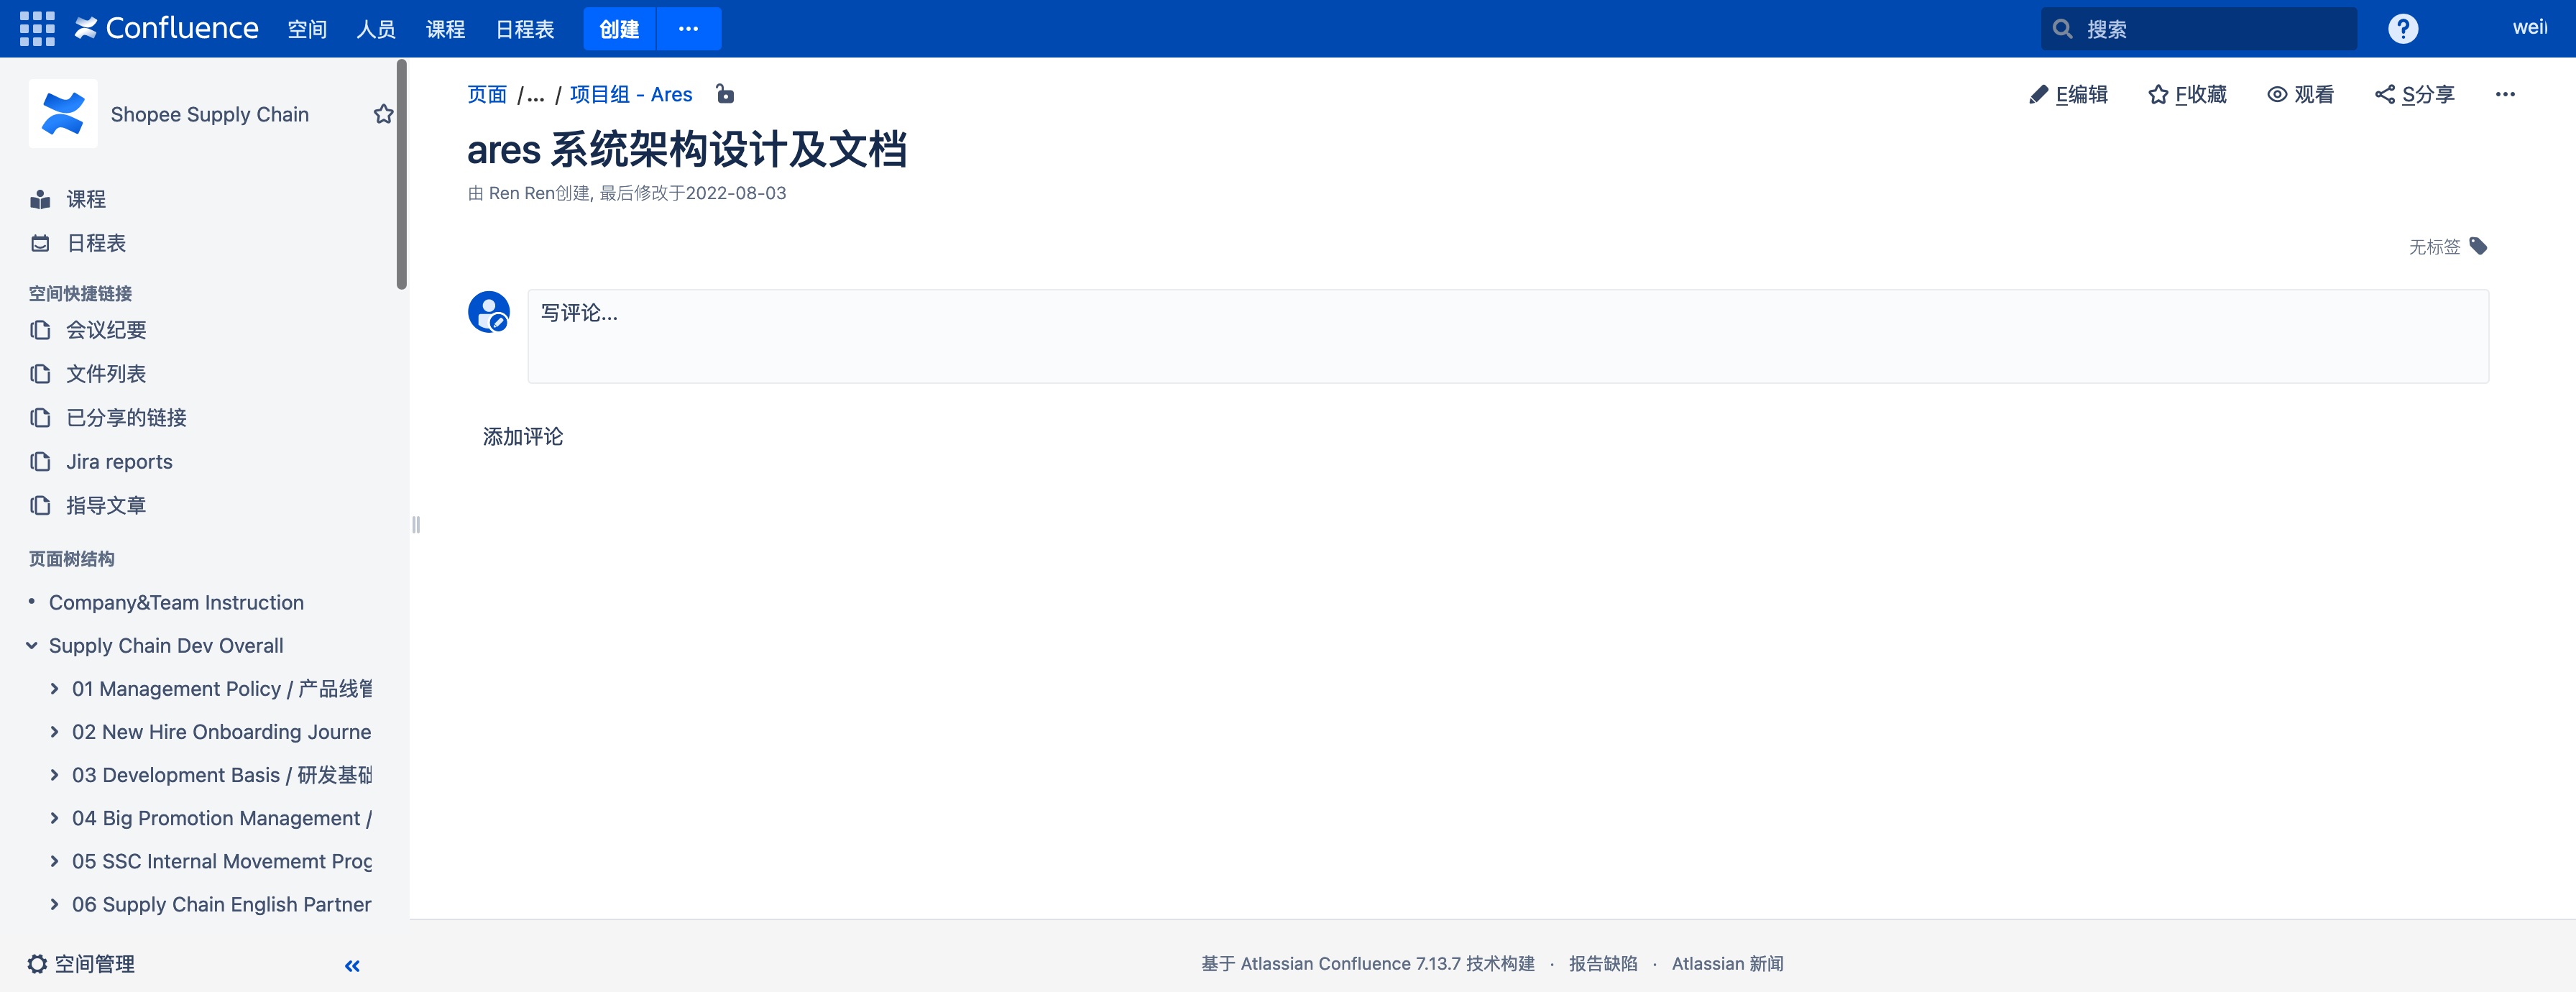 Confluence 空间 人员 课程 日程表 创建 ··· 搜索 weil
Shopee Supply Chain
课程
日程表
空间快捷链接
会议纪要
文件列表
已分享的链接
Jira reports
指导文章
页面树结构
• Company&Team Instruction
Supply Chain Dev Overall
01 Management Policy / 产品线管
02 New Hire Onboarding Journe
03 Development Basis / 研发基础
04 Big Promotion Management /
05 SSC Internal Movememt Prog
06 Supply Chain English Partner
空间管理
页面 /... / 项目组 - Ares
E编辑 F收藏 观看 S分享 ···
ares 系统架构设计及文档
由 Ren Ren创建, 最后修改于2022-08-03
无标签
写评论...
添加评论
基于 Atlassian Confluence 7.13.7 技术构建 · 报告缺陷 · Atlassian 新闻